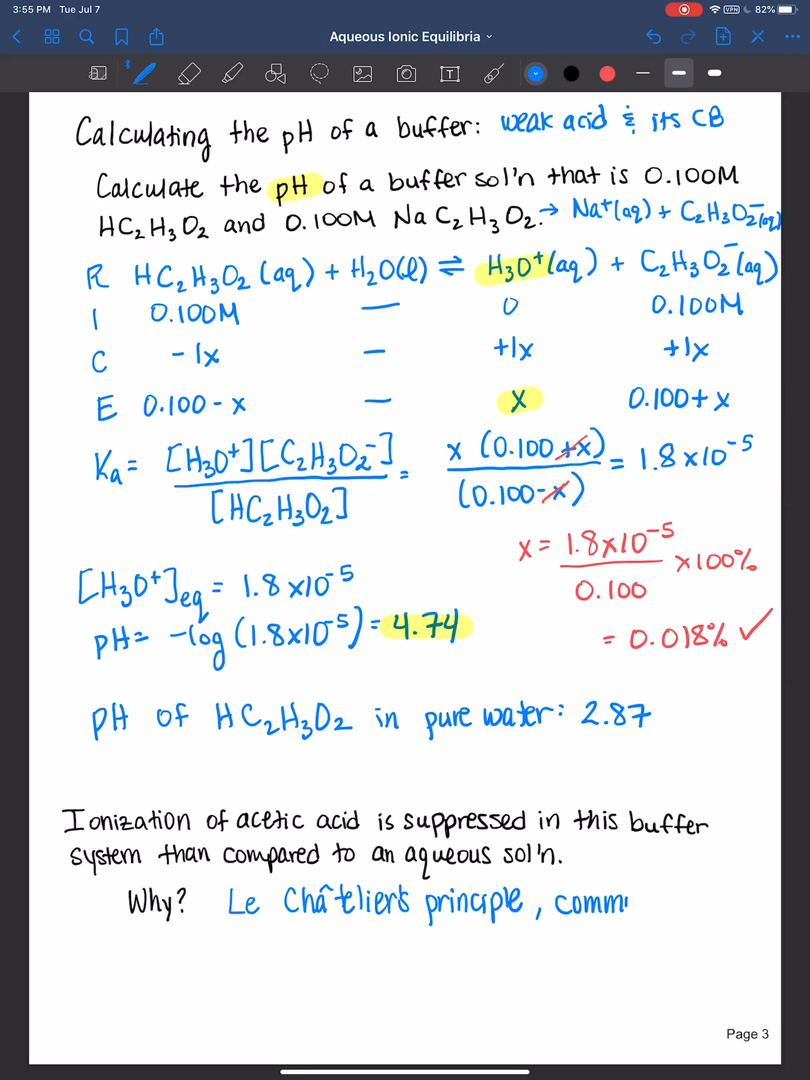 3:55 PM Tue Jul 7
VPN 82%
Aqueous Ionic Equilibria
Calculating the pH of a buffer: weak acid & its CB
Calculate the pH of a buffer sol'n that is 0.100M
HC₂H₃O₂ and 0.100M NaC₂H₃O₂. → Na⁺(aq) + C₂H₃O₂⁻(aq)
R HC₂H₃O₂ (aq) + H₂O(l) ⇌ H₃O⁺(aq) + C₂H₃O₂⁻(aq)
I 0.100M — 0 0.100M
C - 1x - +1x +1x
E 0.100 - x — x 0.100 + x
Ka = [H₃O⁺][C₂H₃O₂⁻] / [HC₂H₃O₂] = x (0.100 + x) / (0.100 - x) = 1.8 x 10⁻⁵
x = 1.8 x 10⁻⁵ / 0.100 x 100%
= 0.018% ✓
[H₃O⁺]eq = 1.8 x 10⁻⁵
pH = -log (1.8 x 10⁻⁵) = 4.74
pH of HC₂H₃O₂ in pure water: 2.87
Ionization of acetic acid is suppressed in this buffer
system than compared to an aqueous sol'n.
Why? Le Châtelier's principle, comm
Page 3